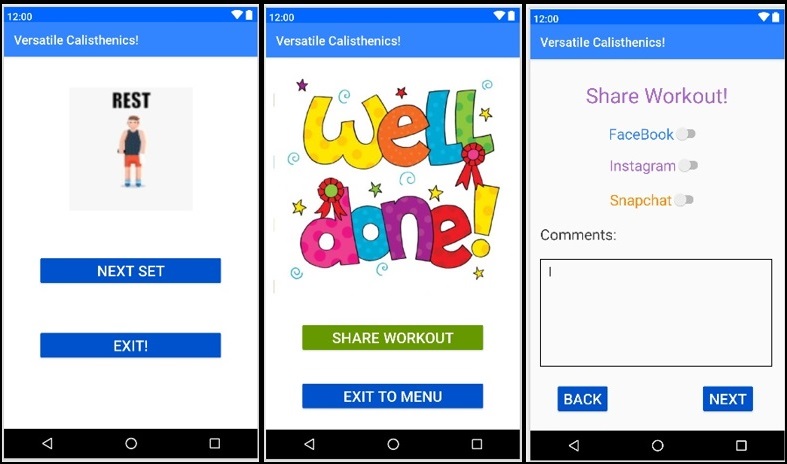 12:00
Versatile Calisthenics!
REST
NEXT SET
EXIT!
12:00
Versatile Calisthenics!
well
done!
SHARE WORKOUT
EXIT TO MENU
12:00
Versatile Calisthenics!
Share Workout!
FaceBook
Instagram
Snapchat
Comments:
BACK
NEXT